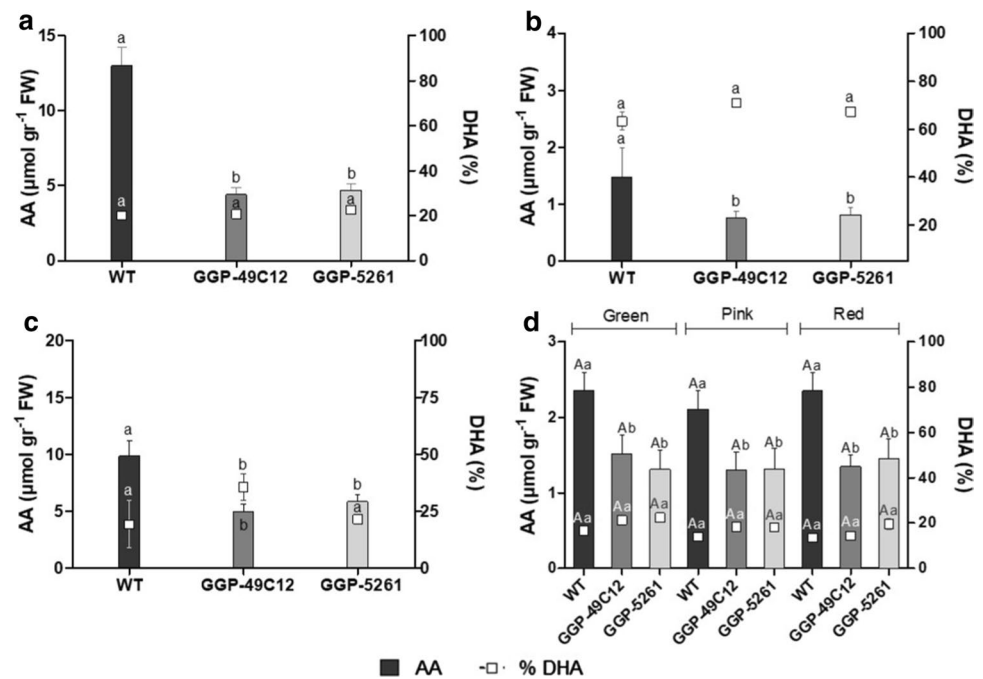 a
15
10
5
0
AA (µmol gr⁻¹ FW)
a
b
b
a
a
a
100
80
60
40
20
0
DHA (%)
WT GGP-49C12 GGP-5261
b
4
3
2
1
0
AA (µmol gr⁻¹ FW)
a
a
a
a
b
b
100
80
60
40
20
DHA (%)
WT GGP-49C12 GGP-5261
c
20
15
10
5
0
AA (µmol gr⁻¹ FW)
a
b
b
a
a
b
100
75
50
25
0
DHA (%)
WT GGP-49C12 GGP-5261
d
Green Pink Red
3
2
1
0
AA (µmol gr⁻¹ FW)
Aa Ab Ab Aa Ab Ab Aa Ab Ab
Aa Aa Aa Aa Aa Aa Aa Aa Aa
100
80
60
40
20
0
DHA (%)
WT GGP-49C12 GGP-5261 WT GGP-49C12 GGP-5261 WT GGP-49C12 GGP-5261
AA % DHA